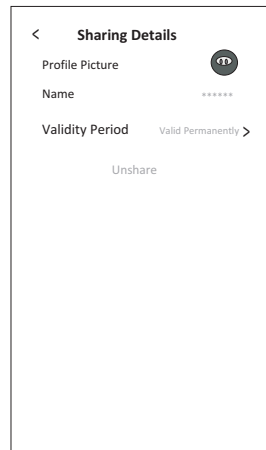 < Sharing Details
Profile Picture
Name ******
Validity Period Valid Permanently >
Unshare